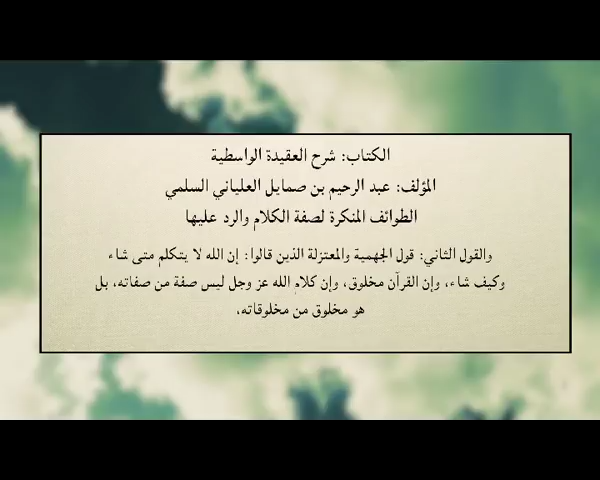 الكتاب: شرح العقيدة الواسطية
المؤلف: عبد الرحيم بن صمايل العلياني السلمي
الطوائف المنكرة لصفة الكلام والرد عليها
والقول الثاني: قول الجهمية والمعتزلة الذين قالوا: إن الله لا يتكلم متى شاء
وكيف شاء، وإن القرآن مخلوق، وإن كلام الله عز وجل ليس صفة من صفاته، بل
هو مخلوق من مخلوقاته،